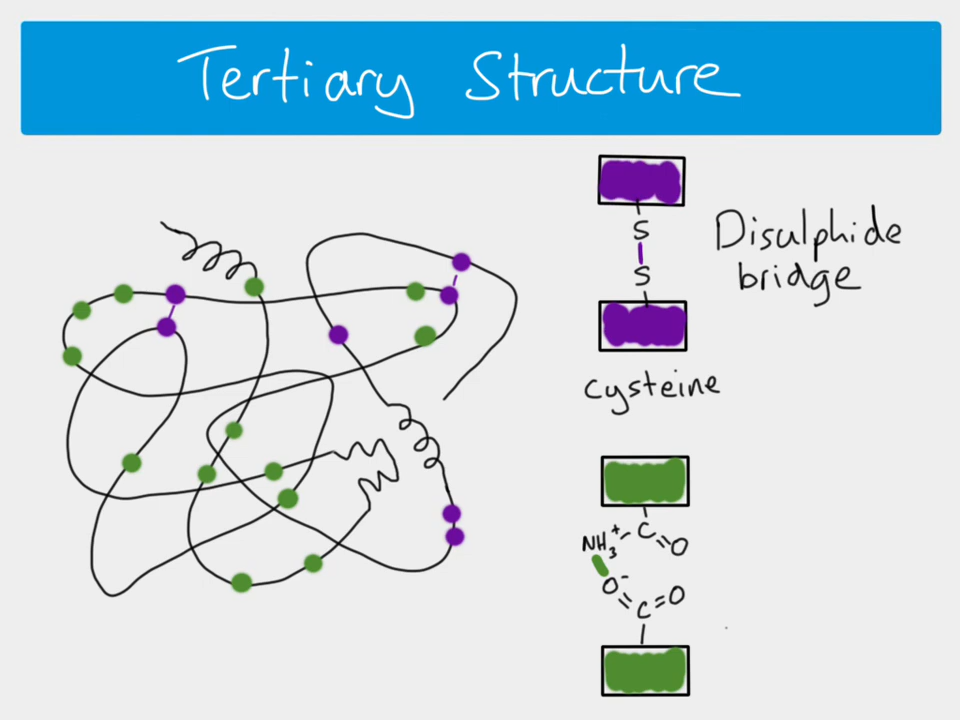 Tertiary Structure
S
S
Disulphide
bridge
cysteine
NH₃⁺ C O
O⁻ C O